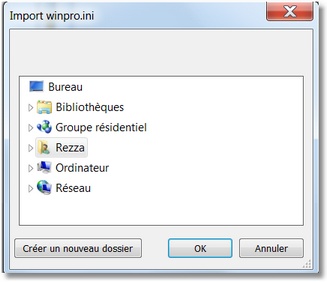 Import winpro.ini
Bureau
Bibliothèques
Groupe résidentiel
Rezza
Ordinateur
Réseau
Créer un nouveau dossier
OK
Annuler